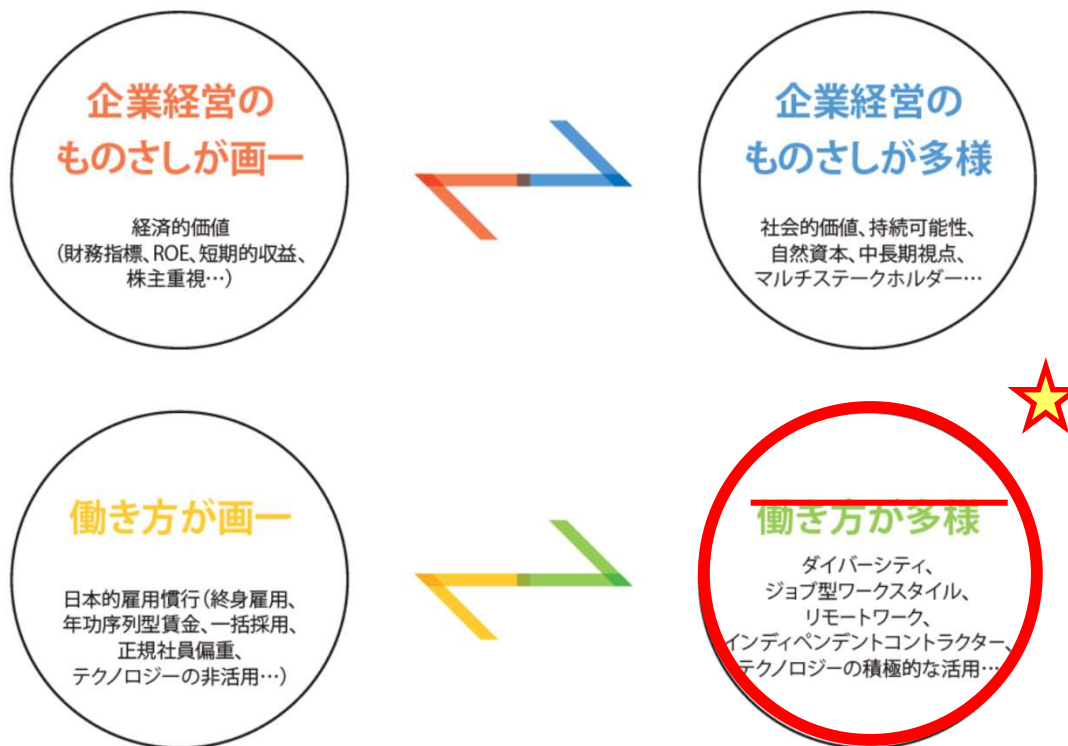 企業経営の
ものさしが画一
経済的価値
(財務指標、ROE、短期的収益、
株主重視…)
企業経営の
ものさしが多様
社会的価値、持続可能性、
自然資本、中長期視点、
マルチステークホルダー…
働き方が画一
日本的雇用慣行(終身雇用、
年功序列型賃金、一括採用、
正規社員偏重、
テクノロジーの非活用…)
働き方が多様
ダイバーシティ、
ジョブ型ワークスタイル、
リモートワーク、
インディペンデントコントラクター、
テクノロジーの積極的な活用…